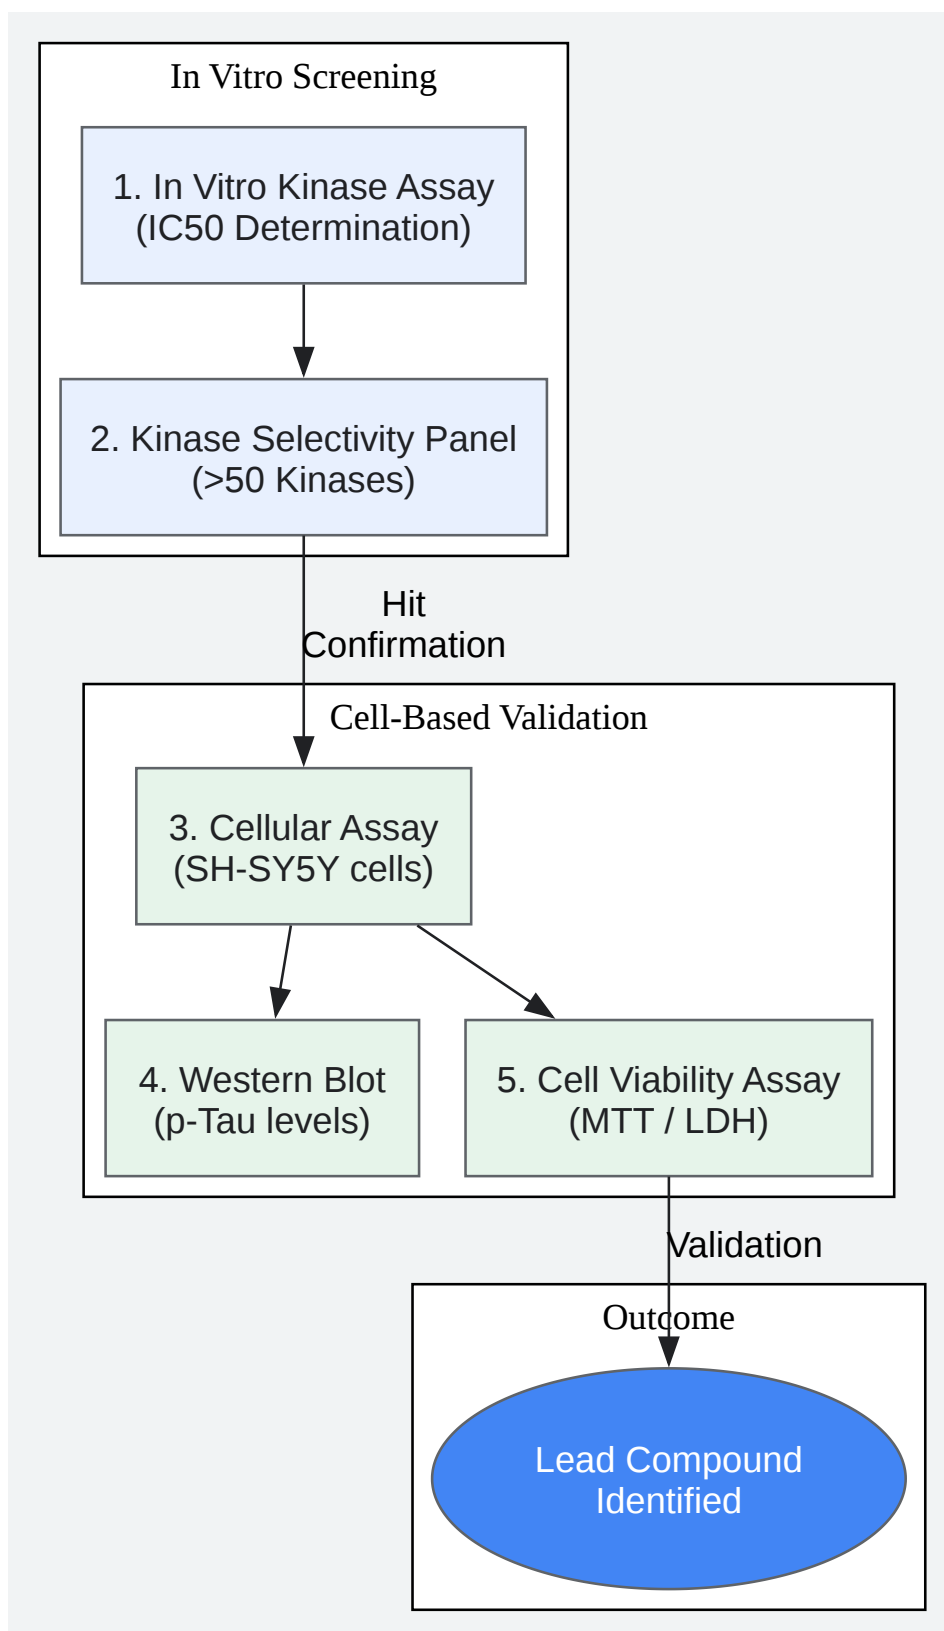 In Vitro Screening
1. In Vitro Kinase Assay
(IC50 Determination)
2. Kinase Selectivity Panel
(>50 Kinases)
Hit
Confirmation
Cell-Based Validation
3. Cellular Assay
(SH-SY5Y cells)
4. Western Blot
(p-Tau levels)
5. Cell Viability Assay
(MTT / LDH)
Validation
Outcome
Lead Compound
Identified